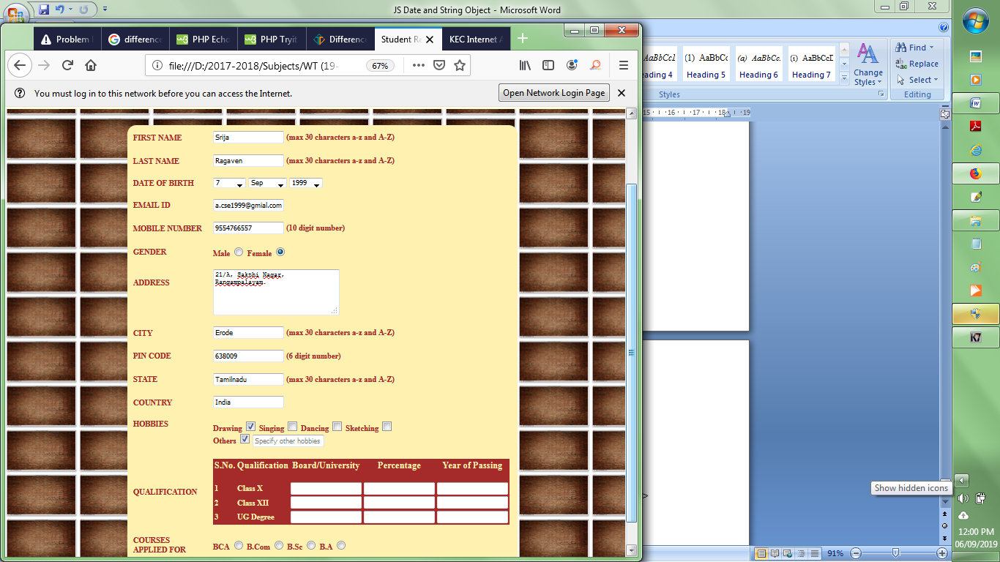 JS Date and String Object - Microsoft Word
Problem
difference
PHP Echo
PHP Tryit
Differenc
Student Re
KEC Internet A
file:///D:/2017-2018/Subjects/WT (19-
67%
You must log in to this network before you can access the Internet.
Open Network Login Page
FIRST NAME Srija (max 30 characters a-z and A-Z)
LAST NAME Ragaven (max 30 characters a-z and A-Z)
DATE OF BIRTH 7 Sep 1999
EMAIL ID a.cse1999@gmial.com
MOBILE NUMBER 9554766557 (10 digit number)
GENDER Male Female
ADDRESS 21/A, Sakthi Nagar,
Rangampalayam.
CITY Erode (max 30 characters a-z and A-Z)
PIN CODE 638009 (6 digit number)
STATE Tamilnadu (max 30 characters a-z and A-Z)
COUNTRY India
HOBBIES Drawing Singing Dancing Sketching
Others Specify other hobbies
QUALIFICATION
S.No. Qualification Board/University Percentage Year of Passing
1 Class X
2 Class XII
3 UG Degree
COURSES
APPLIED FOR
BCA B.Com B.Sc B.A
AaBbCcl (1) AaBbCc (a) AaBbCc. (i) AaBbCcI
eading 4 Heading 5 Heading 6 Heading 7
Change
Styles
Find
Replace
Select
Styles Editing
15 16 17 18 19
>
Show hidden icons
91%
K7
12:00 PM
06/09/2019